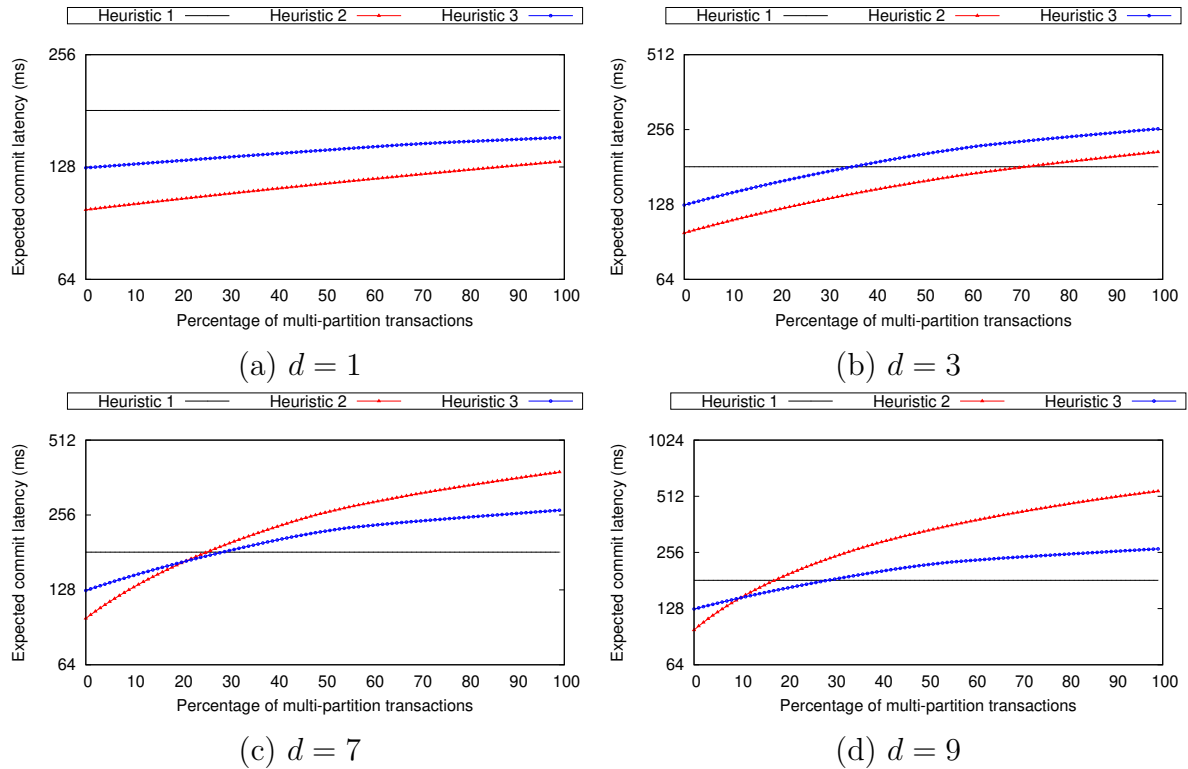 Heuristic 1 Heuristic 2 Heuristic 3
256
128
64
Expected commit latency (ms)
0 10 20 30 40 50 60 70 80 90 100
Percentage of multi-partition transactions
(a) d = 1
Heuristic 1 Heuristic 2 Heuristic 3
512
256
128
64
Expected commit latency (ms)
0 10 20 30 40 50 60 70 80 90 100
Percentage of multi-partition transactions
(b) d = 3
Heuristic 1 Heuristic 2 Heuristic 3
512
256
128
64
Expected commit latency (ms)
0 10 20 30 40 50 60 70 80 90 100
Percentage of multi-partition transactions
(c) d = 7
Heuristic 1 Heuristic 2 Heuristic 3
1024
512
256
128
64
Expected commit latency (ms)
0 10 20 30 40 50 60 70 80 90 100
Percentage of multi-partition transactions
(d) d = 9